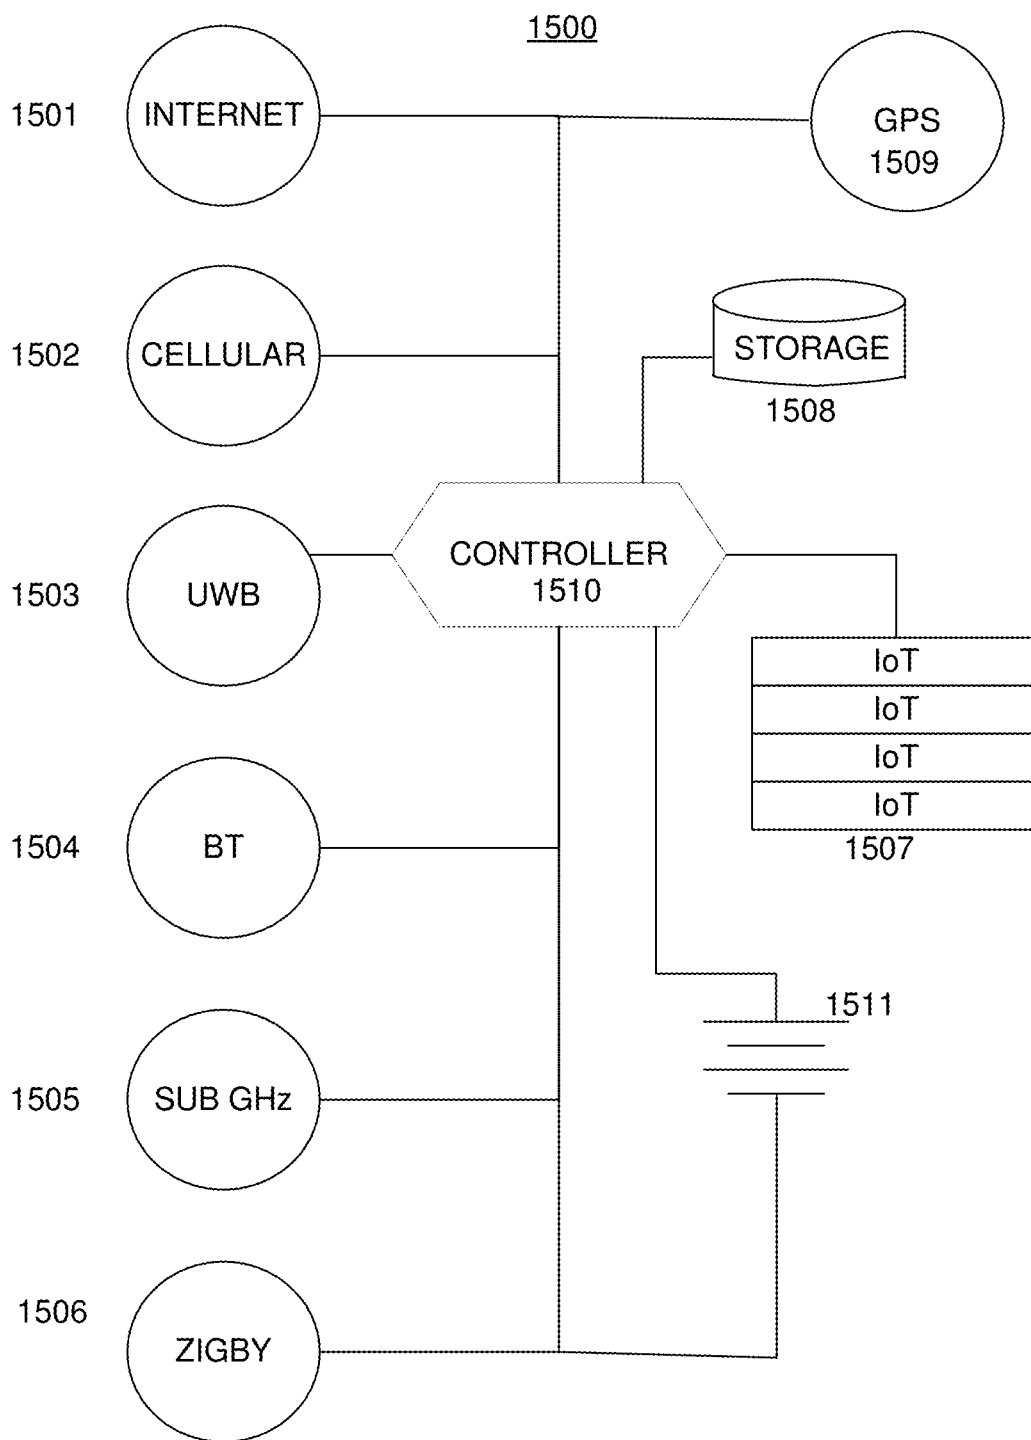 1500
1501
INTERNET
GPS
1509
1502
CELLULAR
STORAGE
1508
1503
UWB
CONTROLLER
1510
IoT
IoT
IoT
IoT
1507
1504
BT
1511
1505
SUB GHz
1506
ZIGBY